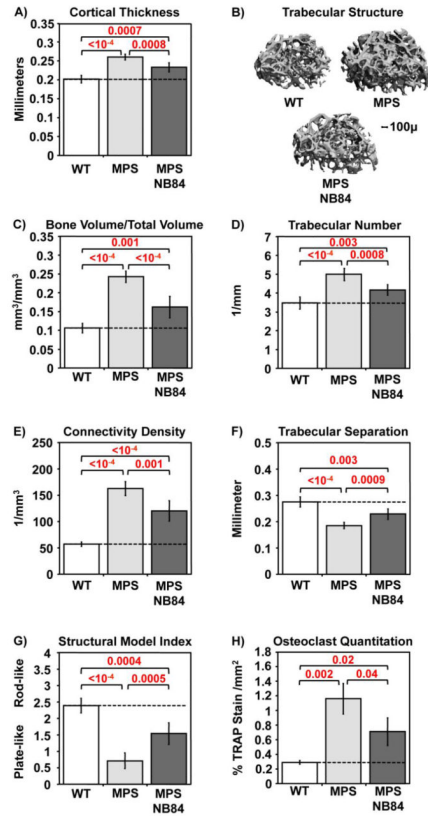 A) Cortical Thickness
0.0007
<10-4 0.0008
Millimeters
0.35
0.3
0.25
0.2
0.15
0.1
0.05
0
WT MPS MPS
NB84
B) Trabecular Structure
WT MPS
--100μ
MPS
NB84
C) Bone Volume/Total Volume
0.001
<10-4 <10-4
mm3/mm3
0.35
0.3
0.25
0.2
0.15
0.1
0.05
0
WT MPS MPS
NB84
D) Trabecular Number
0.003
<10-4 0.0008
1/mm
7
6
5
4
3
2
1
0
WT MPS MPS
NB84
E) Connectivity Density
<10-4
<10-4 0.001
1/mm3
250
200
150
100
50
0
WT MPS MPS
NB84
F) Trabecular Separation
0.003
<10-4 0.0009
Millimeter
0.5
0.4
0.3
0.2
0.1
0
WT MPS MPS
NB84
G) Structural Model Index
0.0004
<10-4 0.0005
Plate-like Rod-like
4
3.5
3
2.5
2
1.5
1
0.5
0
WT MPS MPS
NB84
H) Osteoclast Quantitation
0.02
0.002 0.04
% TRAP Stain /mm2
1.8
1.6
1.4
1.2
1
0.8
0.6
0.4
0.2
0
WT MPS MPS
NB84